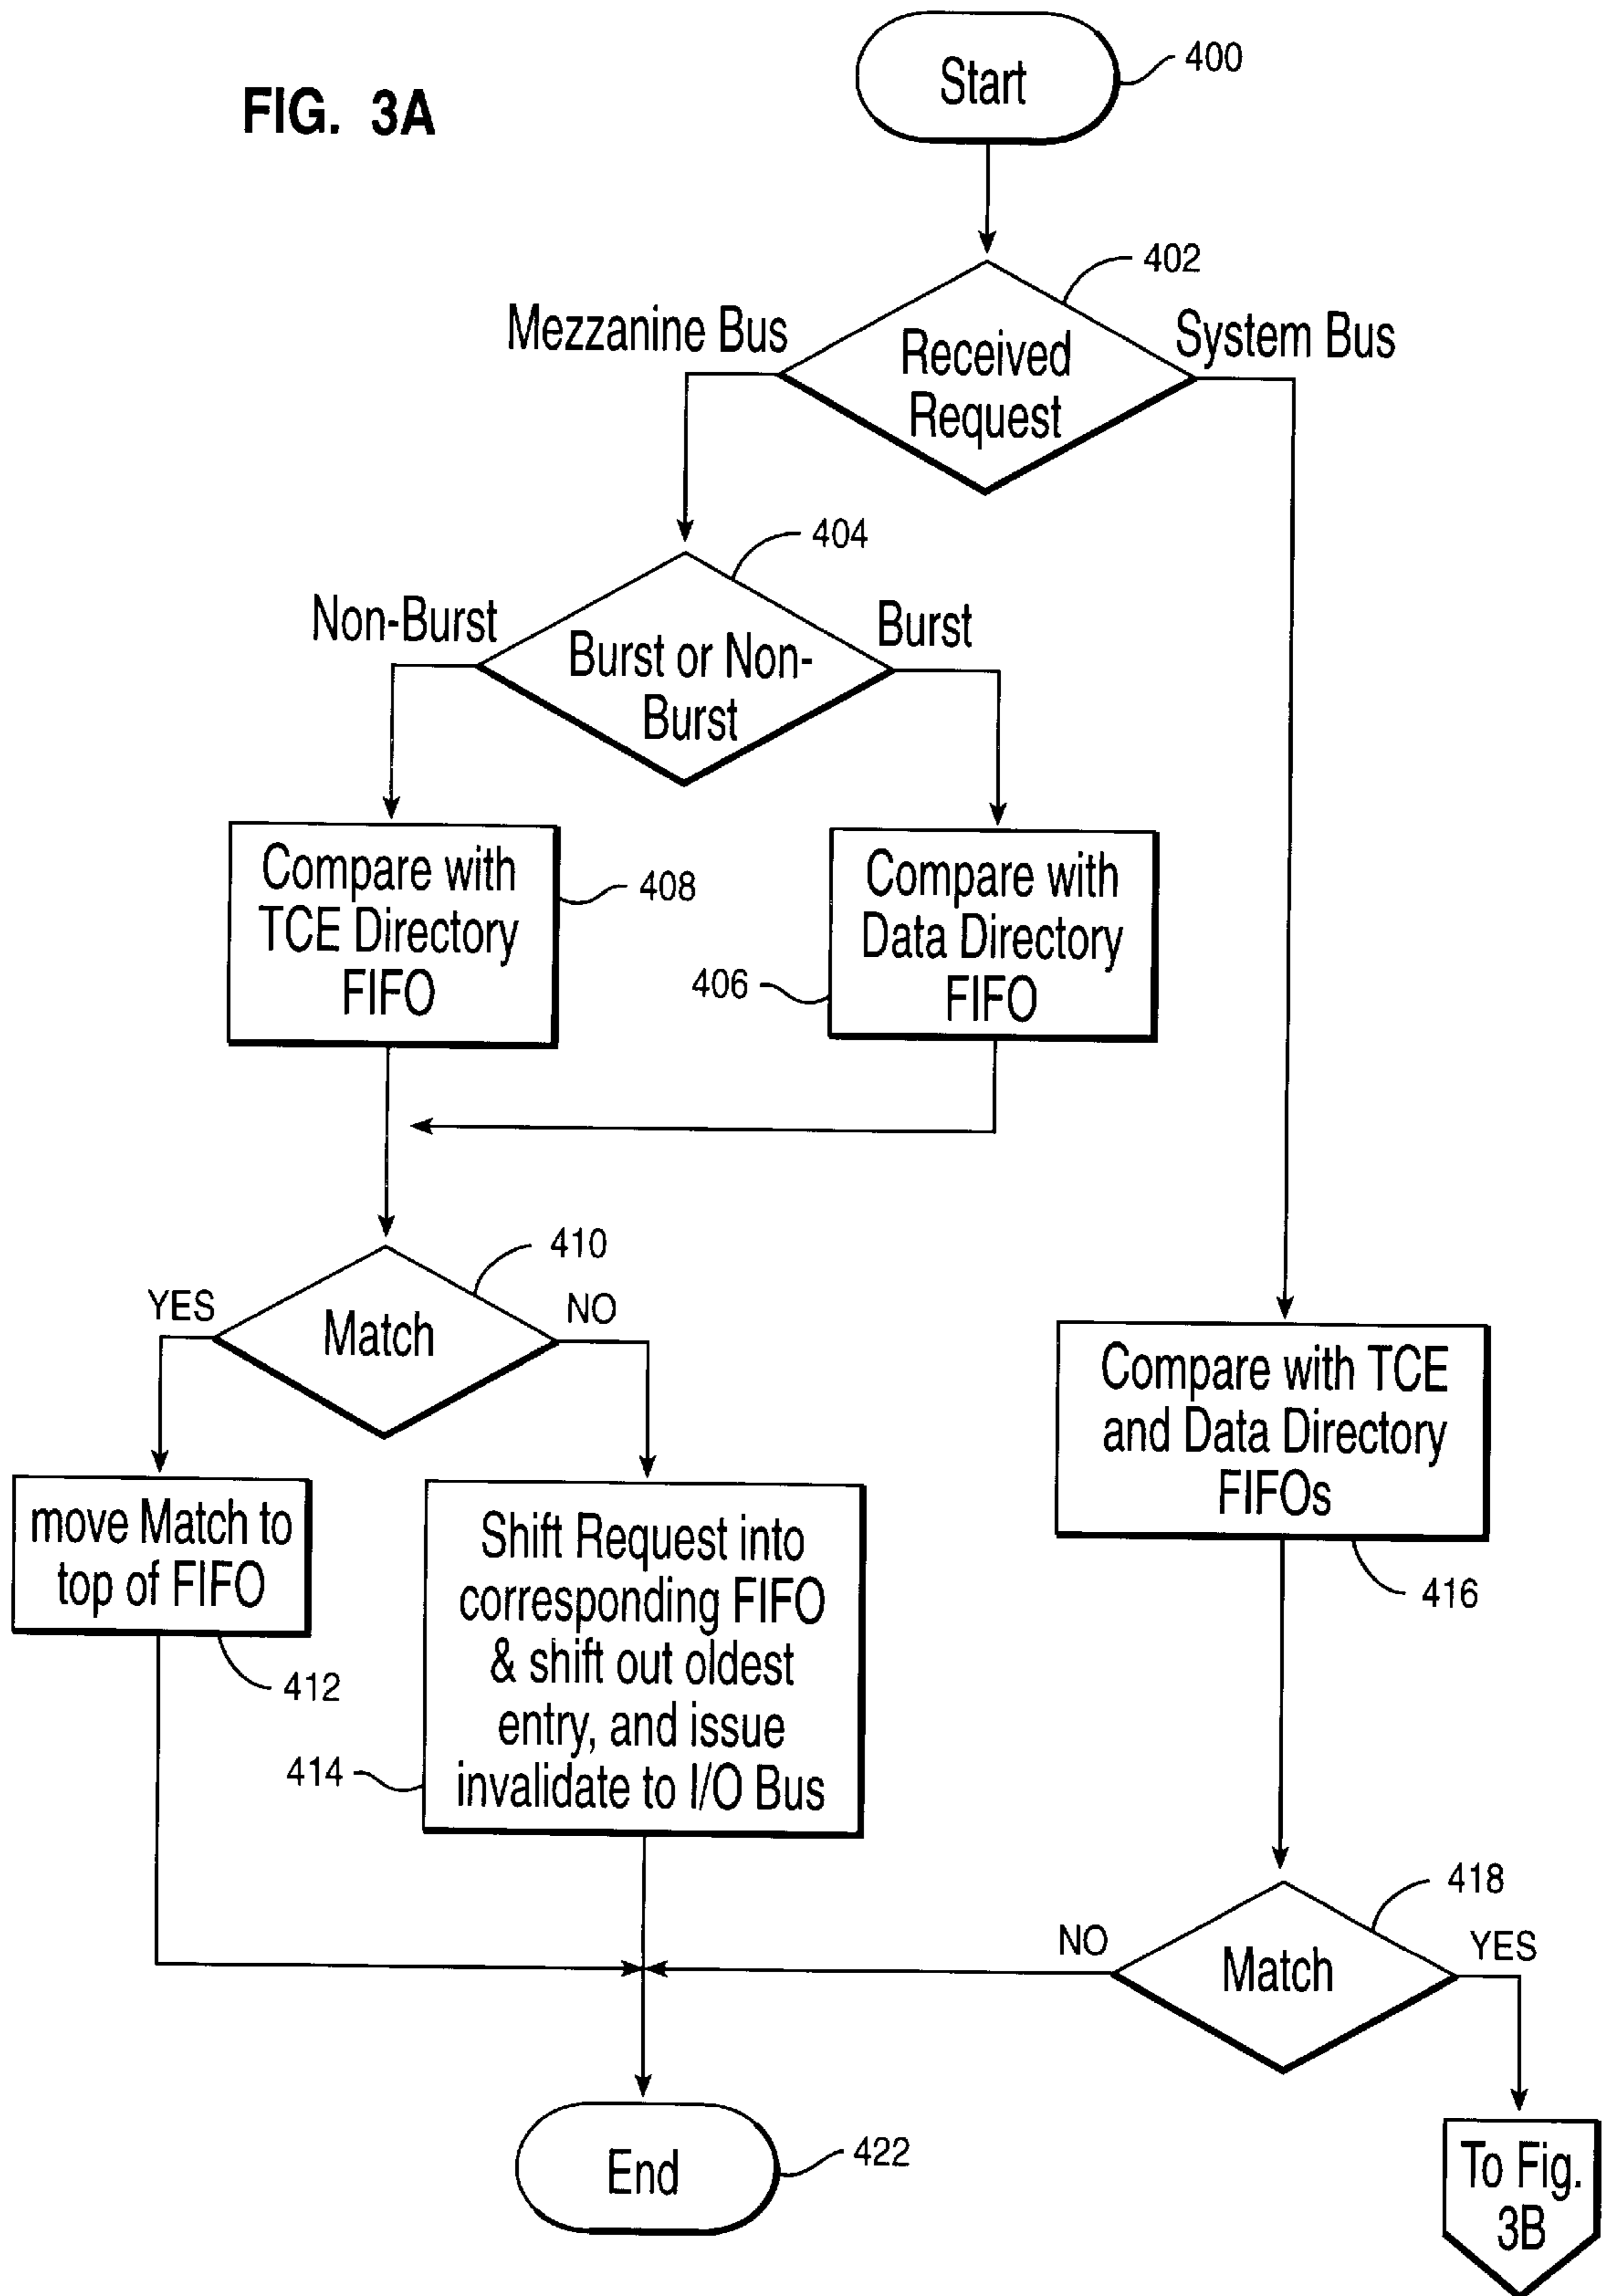 FIG. 3A
Start
400
402
Mezzanine Bus
System Bus
Received
Request
404
Non-Burst
Burst
Burst or Non-
Burst
Compare with
TCE Directory
FIFO
408
Compare with
Data Directory
FIFO
406
410
YES
NO
Match
move Match to
top of FIFO
412
Shift Request into
corresponding FIFO
& shift out oldest
entry, and issue
invalidate to I/O Bus
414
Compare with TCE
and Data Directory
FIFOs
416
418
NO
YES
Match
End
422
To Fig.
3B